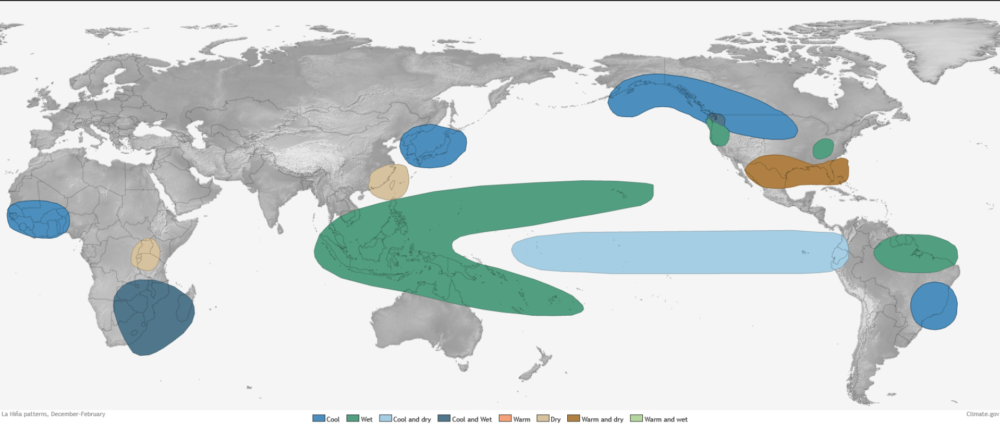 La Niña patterns, December-February
Climate.gov
Cool Wet Cool and dry Cool and Wet Warm Dry Warm and dry Warm and wet